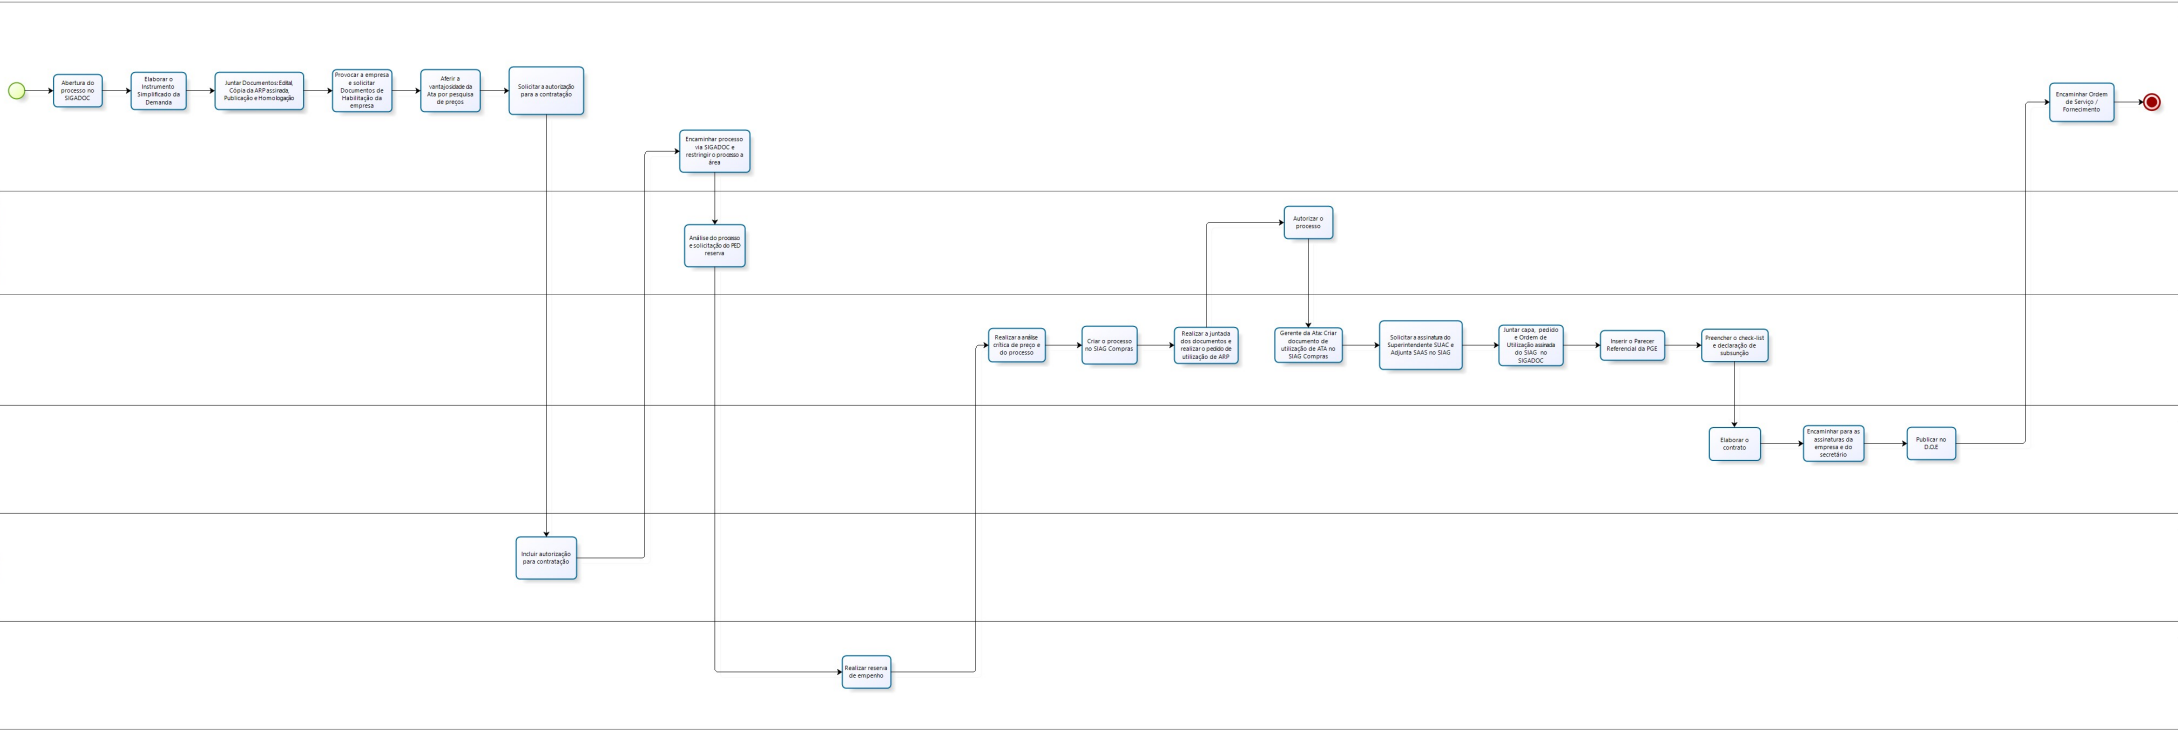 Abertura do
processo no
SIGADOC
Elaborar o
Instrumento
Simplificado da
Demanda
Juntar Documentos: Edital,
Cópia da ARP assinada,
Publicação e Homologação
Provocar a empresa
e solicitar
Documentos de
Habilitação da
empresa
Aferir a
vantajosidade da
Ata por pesquisa
de preços
Solicitar a autorização
para a contratação
Encaminhar Ordem
de Serviço /
Fornecimento
Encaminhar processo
via SIGADOC e
restringir o processo a
área
Análise do processo
e solicitação do PED
reserva
Autorizar o
processo
Realizar a análise
crítica de preço e
do processo
Criar o processo
no SIAG Compras
Realizar a juntada
dos documentos e
realizar o pedido de
utilização de ARP
Gerente da Ata: Criar
documento de
utilização de ATA no
SIAG Compras
Solicitar a assinatura do
Superintendente SUAC e
Adjunta SAAS no SIAG
Juntar capa, pedido
e Ordem de
Utilização assinada
do SIAG no
SIGADOC
Inserir o Parecer
Referencial da PGE
Preencher o check-list
e declaração de
subsunção
Elaborar o
contrato
Encaminhar para as
assinaturas da
empresa e do
secretário
Publicar no
D.O.E
Incluir autorização
para contratação
Realizar reserva
de empenho